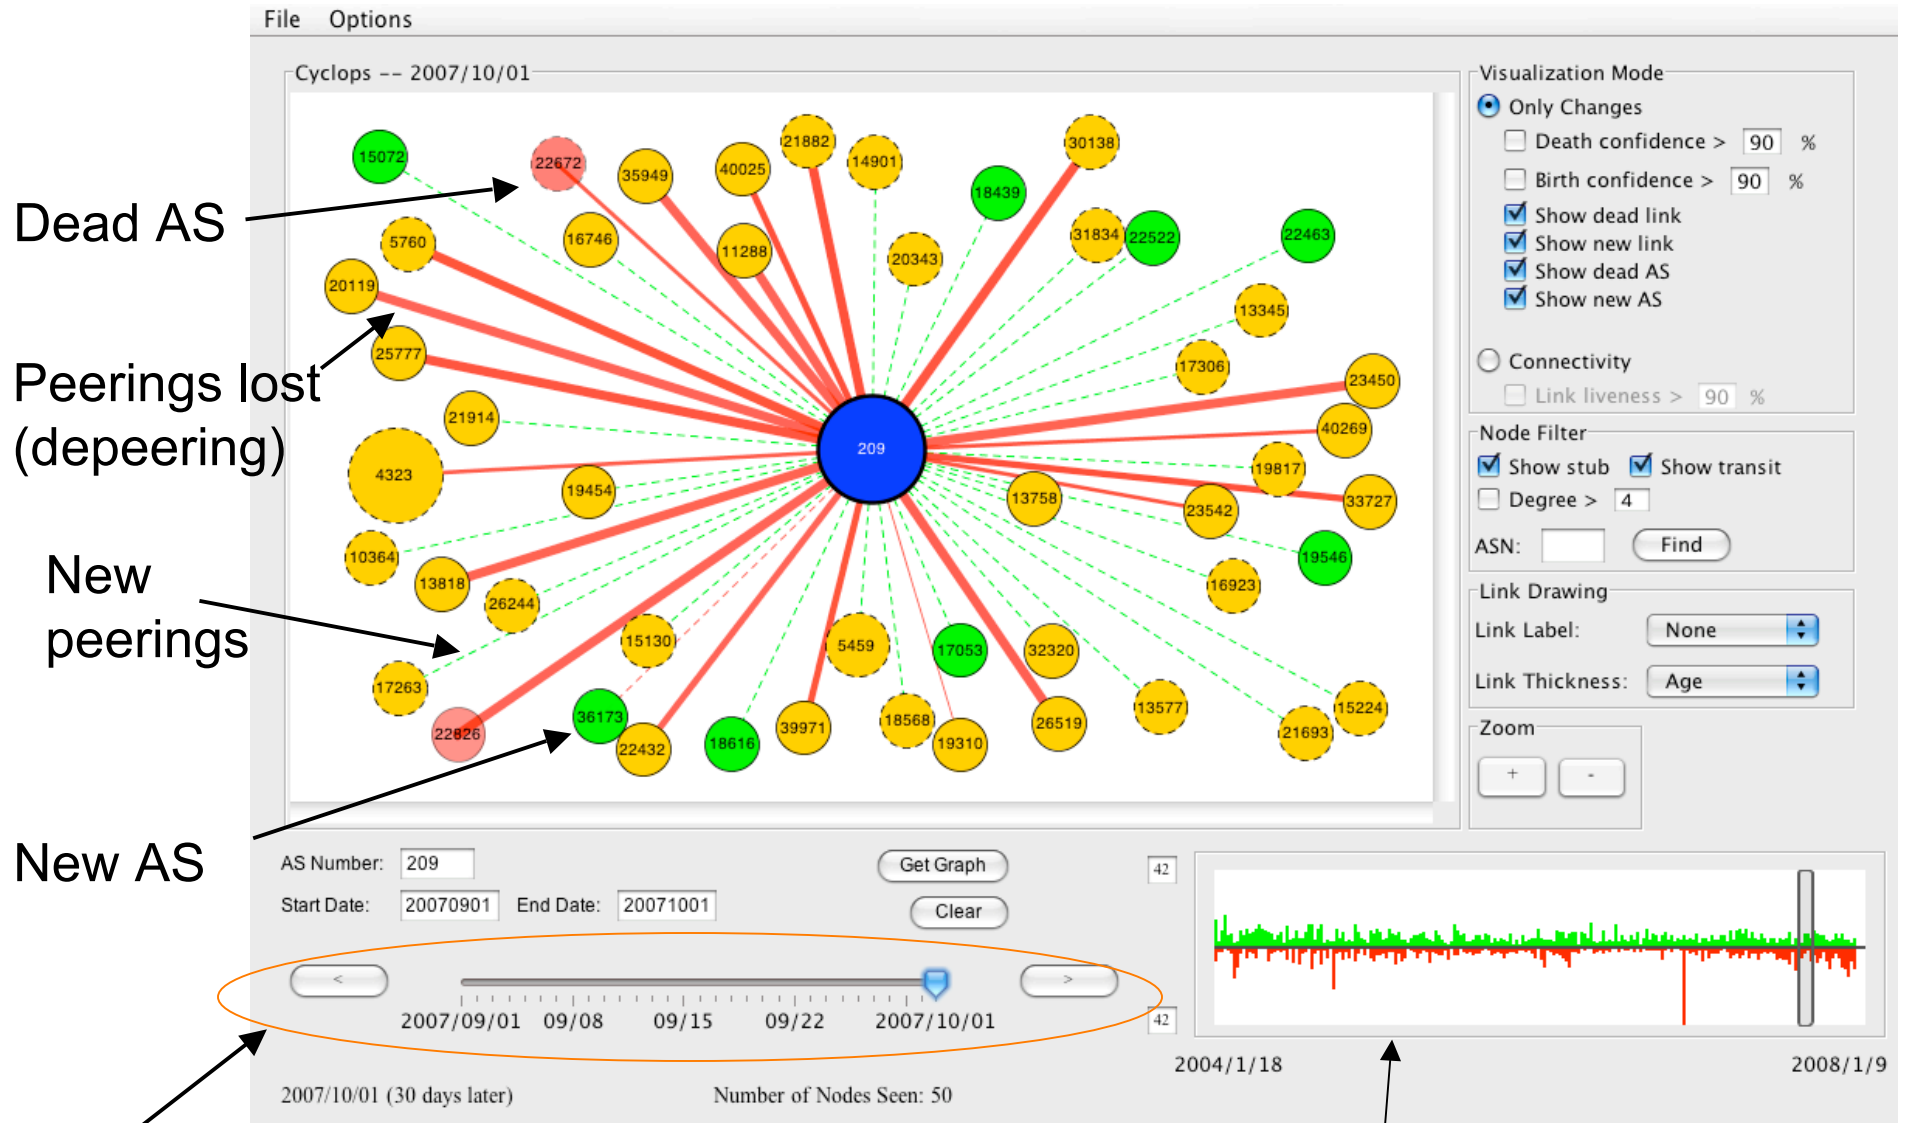 File Options
Cyclops -- 2007/10/01
15072
22672
35949
40025
21882
14901
18439
30138
31834
22522
22463
5760
16746
11288
20343
20119
13345
25777
17306
23450
21914
40269
4323
209
19817
19454
13758
23542
33727
10364
19546
13818
26244
16923
15130
5459
17053
32320
17263
36173
22826
22432
18616
39971
18568
19310
26519
13577
21693
15224
Dead AS
Peerings lost
(depeering)
New
peerings
New AS
Visualization Mode
Only Changes
Death confidence > 90 %
Birth confidence > 90 %
Show dead link
Show new link
Show dead AS
Show new AS
Connectivity
Link liveness > 90 %
Node Filter
Show stub Show transit
Degree > 4
ASN: Find
Link Drawing
Link Label: None
Link Thickness: Age
Zoom
+ -
AS Number: 209 Get Graph
Start Date: 20070901 End Date: 20071001 Clear
< >
2007/09/01 09/08 09/15 09/22 2007/10/01
42
42
2004/1/18 2008/1/9
2007/10/01 (30 days later) Number of Nodes Seen: 50